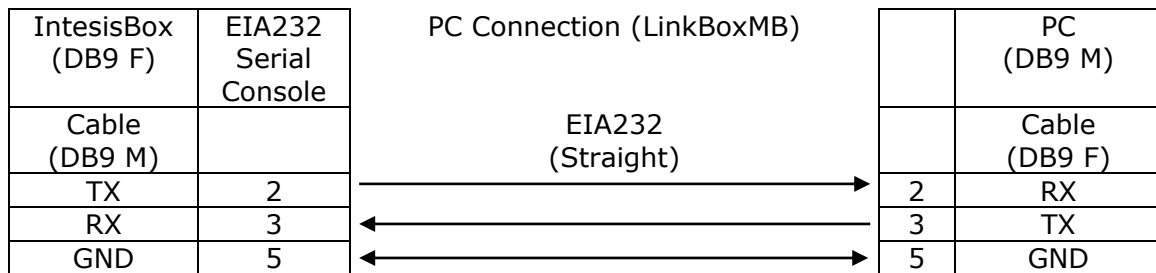 IntesisBox EIA232 PC Connection (LinkBoxMB) PC
(DB9 F) Serial (DB9 M)
Console
Cable EIA232 Cable
(DB9 M) (Straight) (DB9 F)
TX 2 2 RX
RX 3 3 TX
GND 5 5 GND